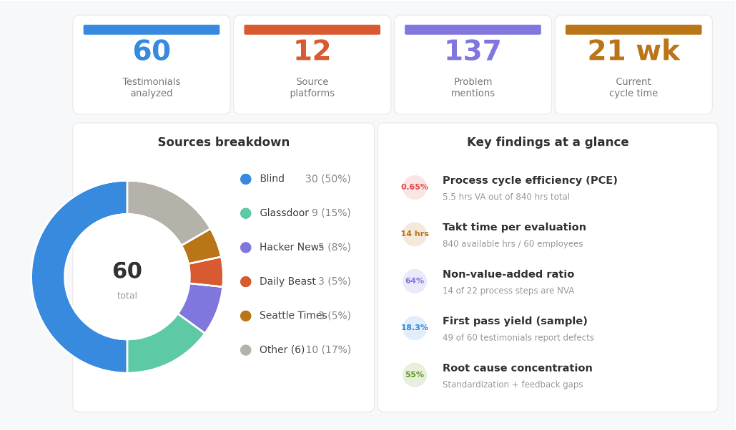 60
Testimonials
analyzed
12
Source
platforms
137
Problem
mentions
21 wk
Current
cycle time
Sources breakdown
60
total
Blind 30 (50%)
Glassdoor 9 (15%)
Hacker News 5 (8%)
Daily Beast 3 (5%)
Seattle Times 3 (5%)
Other (6) 10 (17%)
Key findings at a glance
0.65% Process cycle efficiency (PCE)
5.5 hrs VA out of 840 hrs total
14 hrs Takt time per evaluation
840 available hrs / 60 employees
64% Non-value-added ratio
14 of 22 process steps are NVA
18.3% First pass yield (sample)
49 of 60 testimonials report defects
55% Root cause concentration
Standardization + feedback gaps